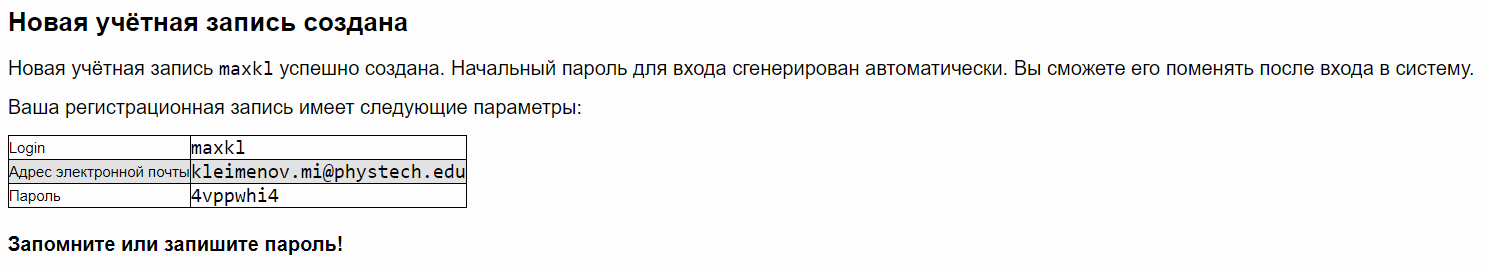 Новая учётная запись создана
Новая учётная запись maxkl успешно создана. Начальный пароль для входа сгенерирован автоматически. Вы сможете его поменять после входа в систему.
Ваша регистрационная запись имеет следующие параметры:
Login maxkl
Адрес электронной почты kleimenov.mi@phystech.edu
Пароль 4vppwhi4
Запомните или запишите пароль!